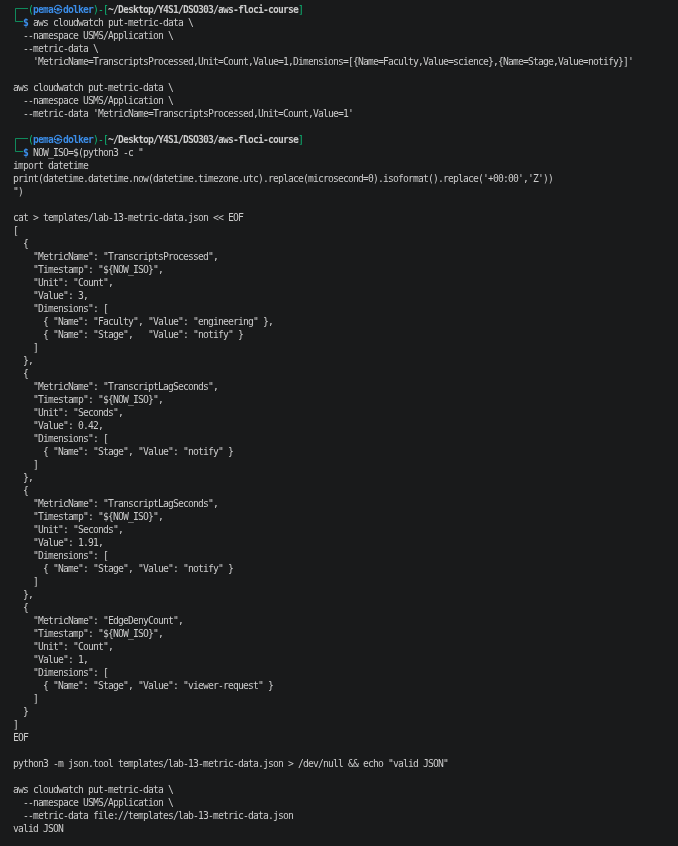 ┌──(pema㉿dolker)-[~/Desktop/Y4S1/DSO303/aws-floci-course]
└─$ aws cloudwatch put-metric-data \
  --namespace USMS/Application \
  --metric-data \
    'MetricName=TranscriptsProcessed,Unit=Count,Value=1,Dimensions=[{Name=Faculty,Value=science},{Name=Stage,Value=notify}]'

aws cloudwatch put-metric-data \
  --namespace USMS/Application \
  --metric-data 'MetricName=TranscriptsProcessed,Unit=Count,Value=1'

┌──(pema㉿dolker)-[~/Desktop/Y4S1/DSO303/aws-floci-course]
└─$ NOW_ISO=$(python3 -c "
import datetime
print(datetime.datetime.now(datetime.timezone.utc).replace(microsecond=0).isoformat().replace('+00:00','Z'))
")

cat > templates/lab-13-metric-data.json << EOF
[
  {
    "MetricName": "TranscriptsProcessed",
    "Timestamp": "${NOW_ISO}",
    "Unit": "Count",
    "Value": 3,
    "Dimensions": [
      { "Name": "Faculty", "Value": "engineering" },
      { "Name": "Stage",   "Value": "notify" }
    ]
  },
  {
    "MetricName": "TranscriptLagSeconds",
    "Timestamp": "${NOW_ISO}",
    "Unit": "Seconds",
    "Value": 0.42,
    "Dimensions": [
      { "Name": "Stage", "Value": "notify" }
    ]
  },
  {
    "MetricName": "TranscriptLagSeconds",
    "Timestamp": "${NOW_ISO}",
    "Unit": "Seconds",
    "Value": 1.91,
    "Dimensions": [
      { "Name": "Stage", "Value": "notify" }
    ]
  },
  {
    "MetricName": "EdgeDenyCount",
    "Timestamp": "${NOW_ISO}",
    "Unit": "Count",
    "Value": 1,
    "Dimensions": [
      { "Name": "Stage", "Value": "viewer-request" }
    ]
  }
]
EOF

python3 -m json.tool templates/lab-13-metric-data.json > /dev/null && echo "valid JSON"

aws cloudwatch put-metric-data \
  --namespace USMS/Application \
  --metric-data file://templates/lab-13-metric-data.json
valid JSON